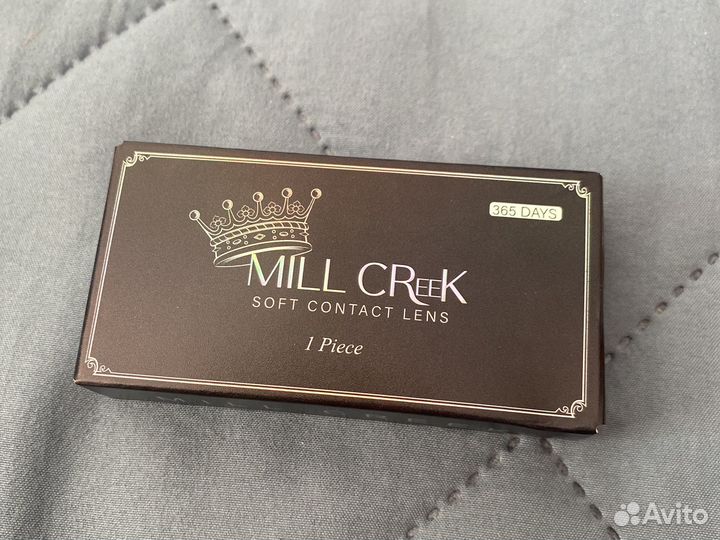 365 DAYS
MILL CREEK
SOFT CONTACT LENS
1 Piece
Avito